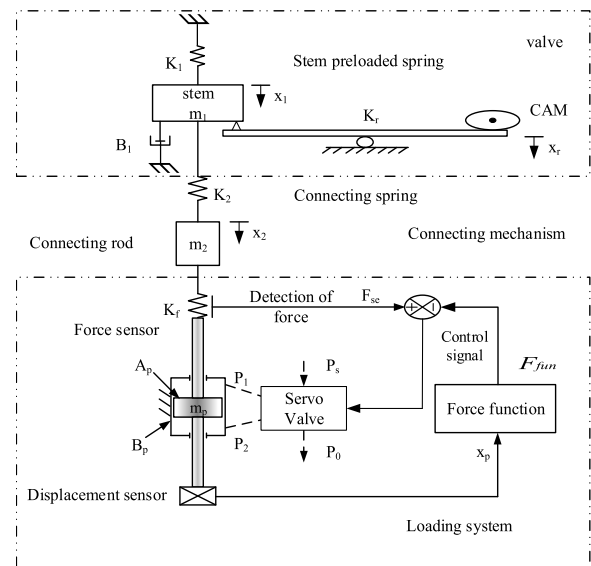 valve
K1
Stem preloaded spring
stem
m1
x1
Kr
CAM
B1
xr
K2
Connecting spring
x2
m2
Connecting rod
Connecting mechanism
Kf
Detection of
force
Fse
+
Force sensor
Control
signal
Ffun
Ap
P1
Ps
mp
Servo
Valve
Force function
Bp
P2
P0
xp
Displacement sensor
Loading system